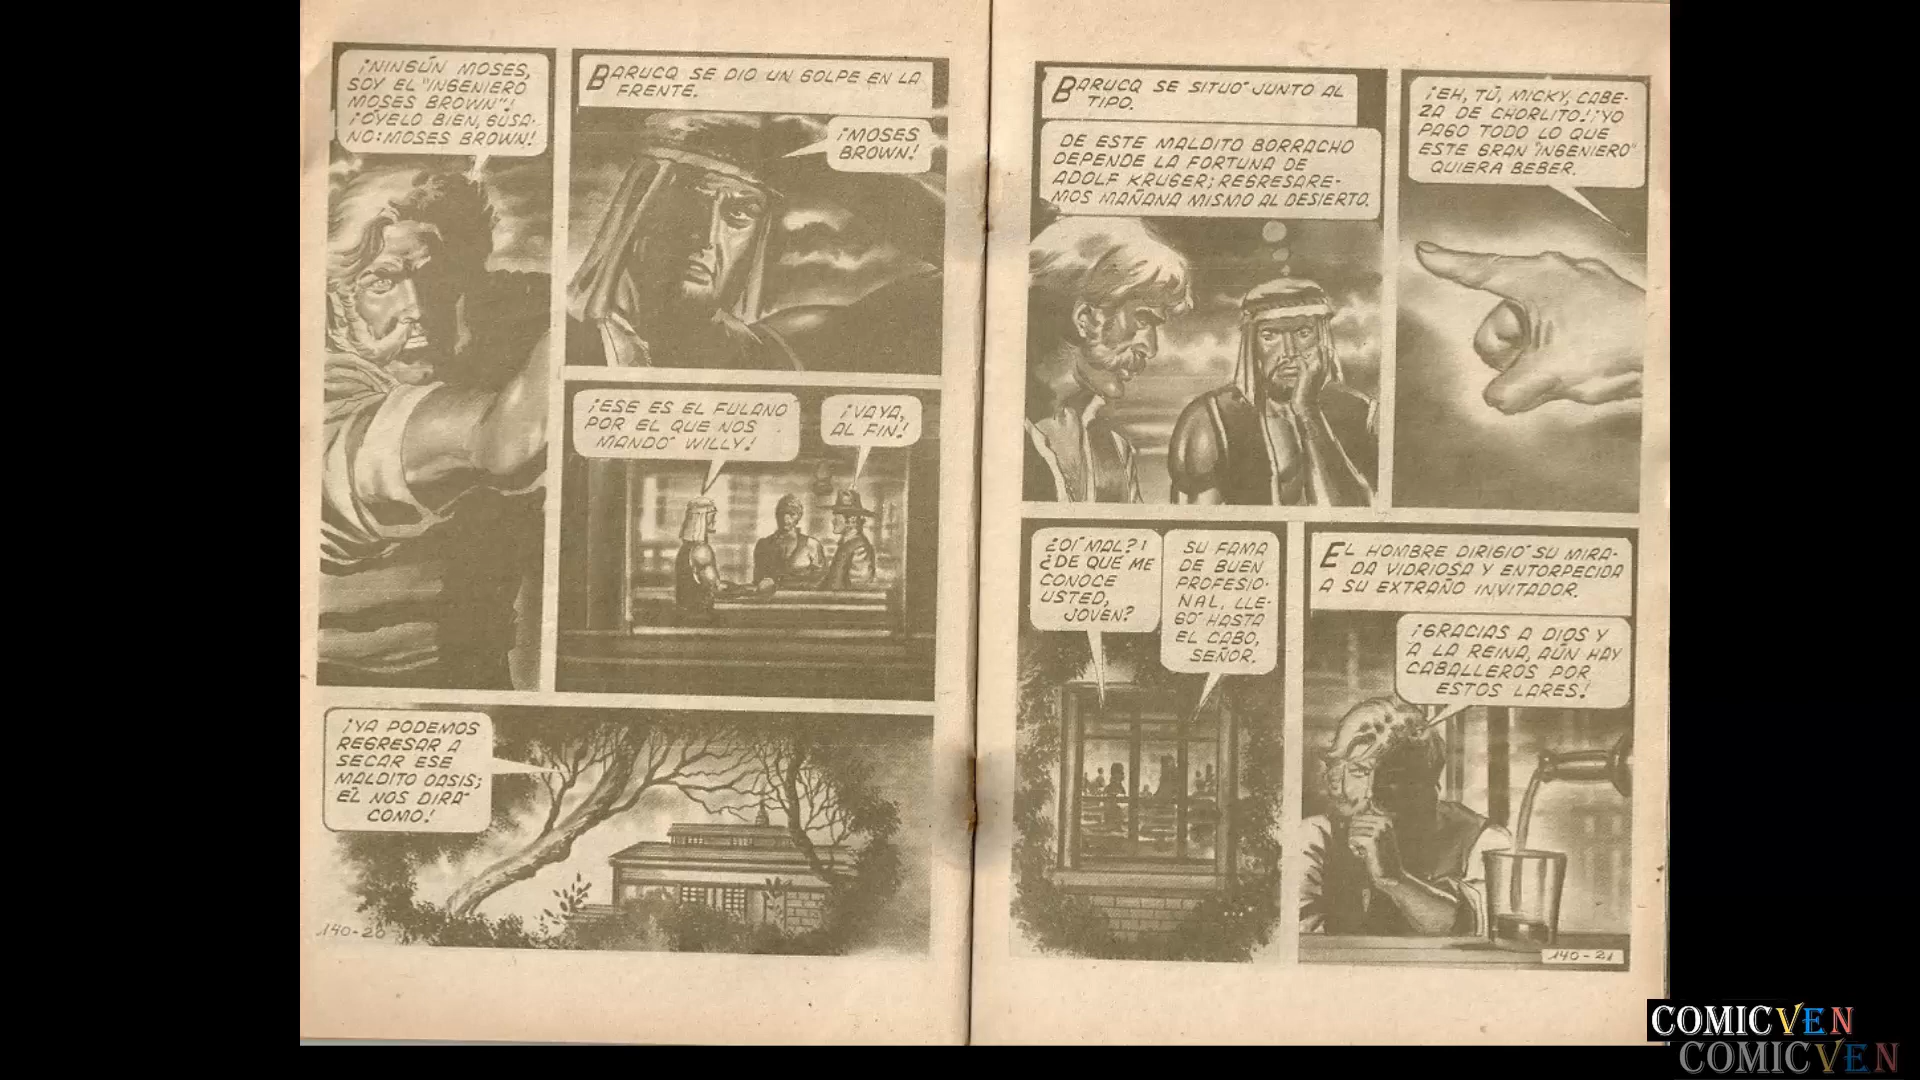 ¡NINGÚN MOSES,
SOY EL "INGENIERO
MOSES BROWN"!
¡ÓYELO BIEN, GUSA-
NO: MOSES BROWN!
BARUCQ SE DIO UN GOLPE EN LA
FRENTE.
¡MOSES
BROWN!
¡ESE ES EL FULANO
POR EL QUE NOS
MANDÓ WILLY!
¡VAYA,
AL FIN!
¡YA PODEMOS
REGRESAR A
SECAR ESE
MALDITO OASIS;
ÉL NOS DIRÁ
COMO!
140-20
BARUCQ SE SITUÓ JUNTO AL
TIPO.
DE ESTE MALDITO BORRACHO
DEPENDE LA FORTUNA DE
ADOLF KRUGER; REGRESARE-
MOS MAÑANA MISMO AL DESIERTO.
¡EH, TÚ, MICKY, CABE-
ZA DE CHORLITO! ¡YO
PAGO TODO LO QUE
ESTE GRAN "INGENIERO"
QUIERA BEBER.
¿OÍ MAL?!
¿DE QUÉ ME
CONOCE
USTED,
JOVEN?
SU FAMA
DE BUEN
PROFESIO-
NAL, LLE-
GÓ HASTA
EL CABO,
SEÑOR.
EL HOMBRE DIRIGIÓ SU MIRA-
DA VIDRIOSA Y ENTORPECIDA
A SU EXTRAÑO INVITADOR.
¡GRACIAS A DIOS Y
A LA REINA, AÚN HAY
CABALLEROS POR
ESTOS LARES!
140-21
COMICVEN
COMICVEN